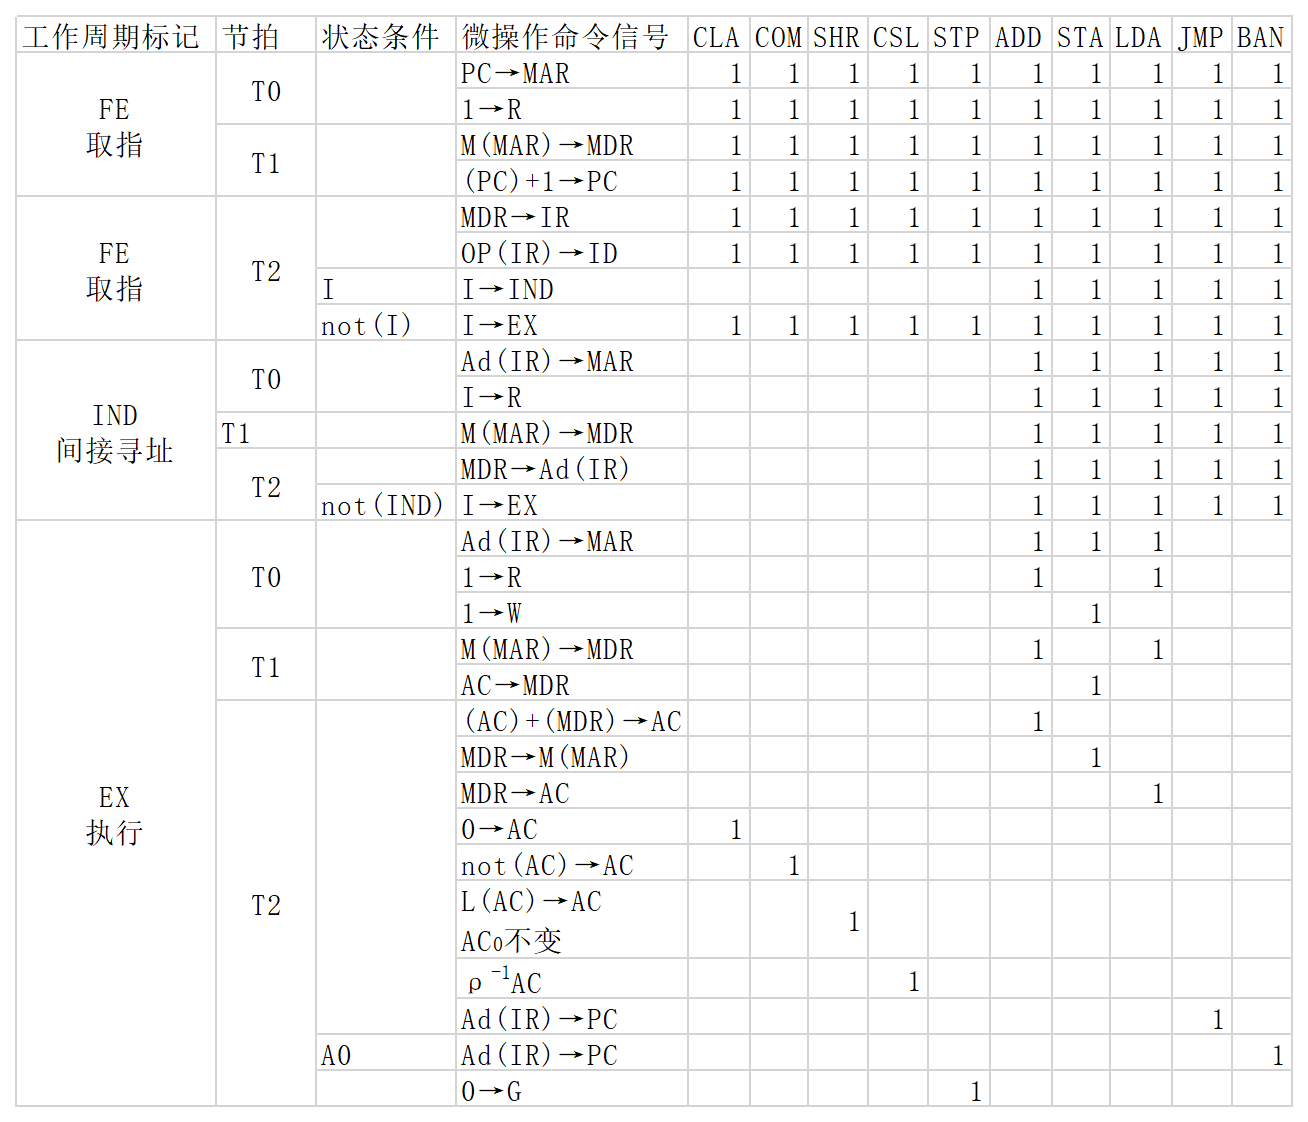 工作周期标记 节拍 状态条件 微操作命令信号 CLA COM SHR CSL STP ADD STA LDA JMP BAN
FE
取指
T0
PC→MAR 1 1 1 1 1 1 1 1 1 1
1→R 1 1 1 1 1 1 1 1 1 1
T1
M(MAR)→MDR 1 1 1 1 1 1 1 1 1 1
(PC)+1→PC 1 1 1 1 1 1 1 1 1 1
FE
取指
T2
MDR→IR 1 1 1 1 1 1 1 1 1 1
OP(IR)→ID 1 1 1 1 1 1 1 1 1 1
I I→IND 1 1 1 1 1
not(I) I→EX 1 1 1 1 1 1 1 1 1 1
IND
间接寻址
T0
Ad(IR)→MAR 1 1 1 1 1
I→R 1 1 1 1 1
T1 M(MAR)→MDR 1 1 1 1 1
T2
MDR→Ad(IR) 1 1 1 1 1
not(IND) I→EX 1 1 1 1 1
EX
执行
T0
Ad(IR)→MAR 1 1 1
1→R 1 1
1→W 1
T1
M(MAR)→MDR 1 1
AC→MDR 1
T2
(AC)+(MDR)→AC 1
MDR→M(MAR) 1
MDR→AC 1
0→AC 1
not(AC)→AC 1
L(AC)→AC
AC₀不变 1
ρ⁻¹AC 1
Ad(IR)→PC 1
A0 Ad(IR)→PC 1
0→G 1